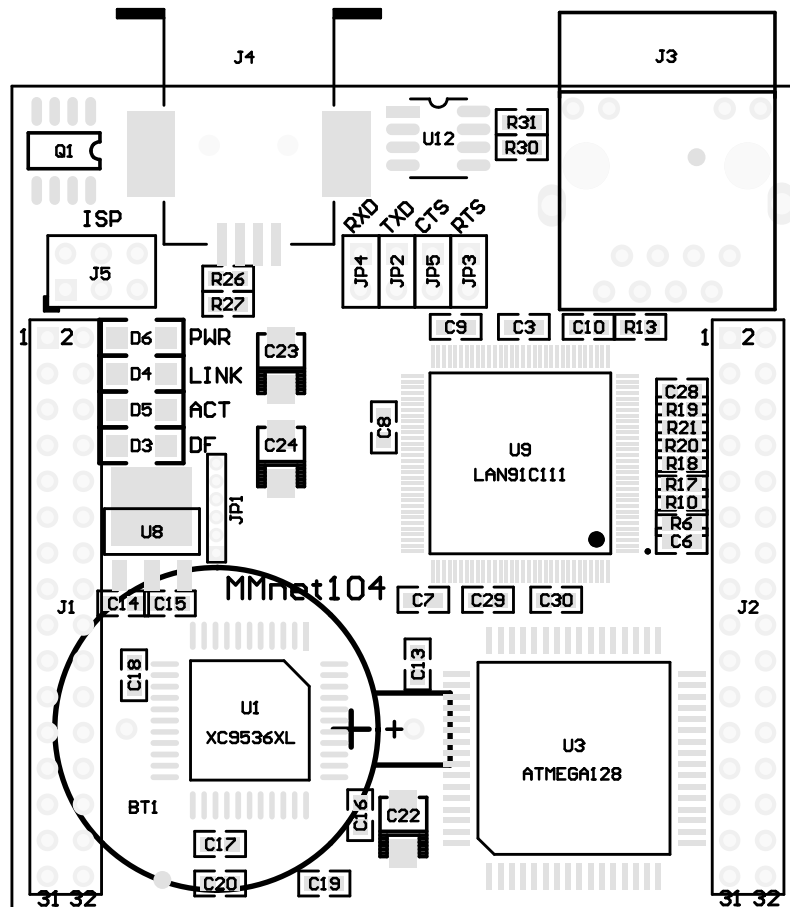 J4
J3
Q1
U12
R31
R30
ISP
RXD
TXD
CTS
RTS
J5
JP4
JP2
JP5
JP3
R26
R27
C9
C3
C10
R13
1
2
D6
PWR
C23
1
2
D4
LINK
C28
D5
ACT
R19
C8
R21
D3
DF
C24
U9
R20
LAN91C111
R18
R17
JP1
R10
U8
R6
C6
MMnet104
J1
C14
C15
C7
C29
C30
J2
C18
C13
U1
+
+
XC9536XL
U3
ATMEGA128
BT1
C16
C22
C17
C20
C19
31 32
31 32